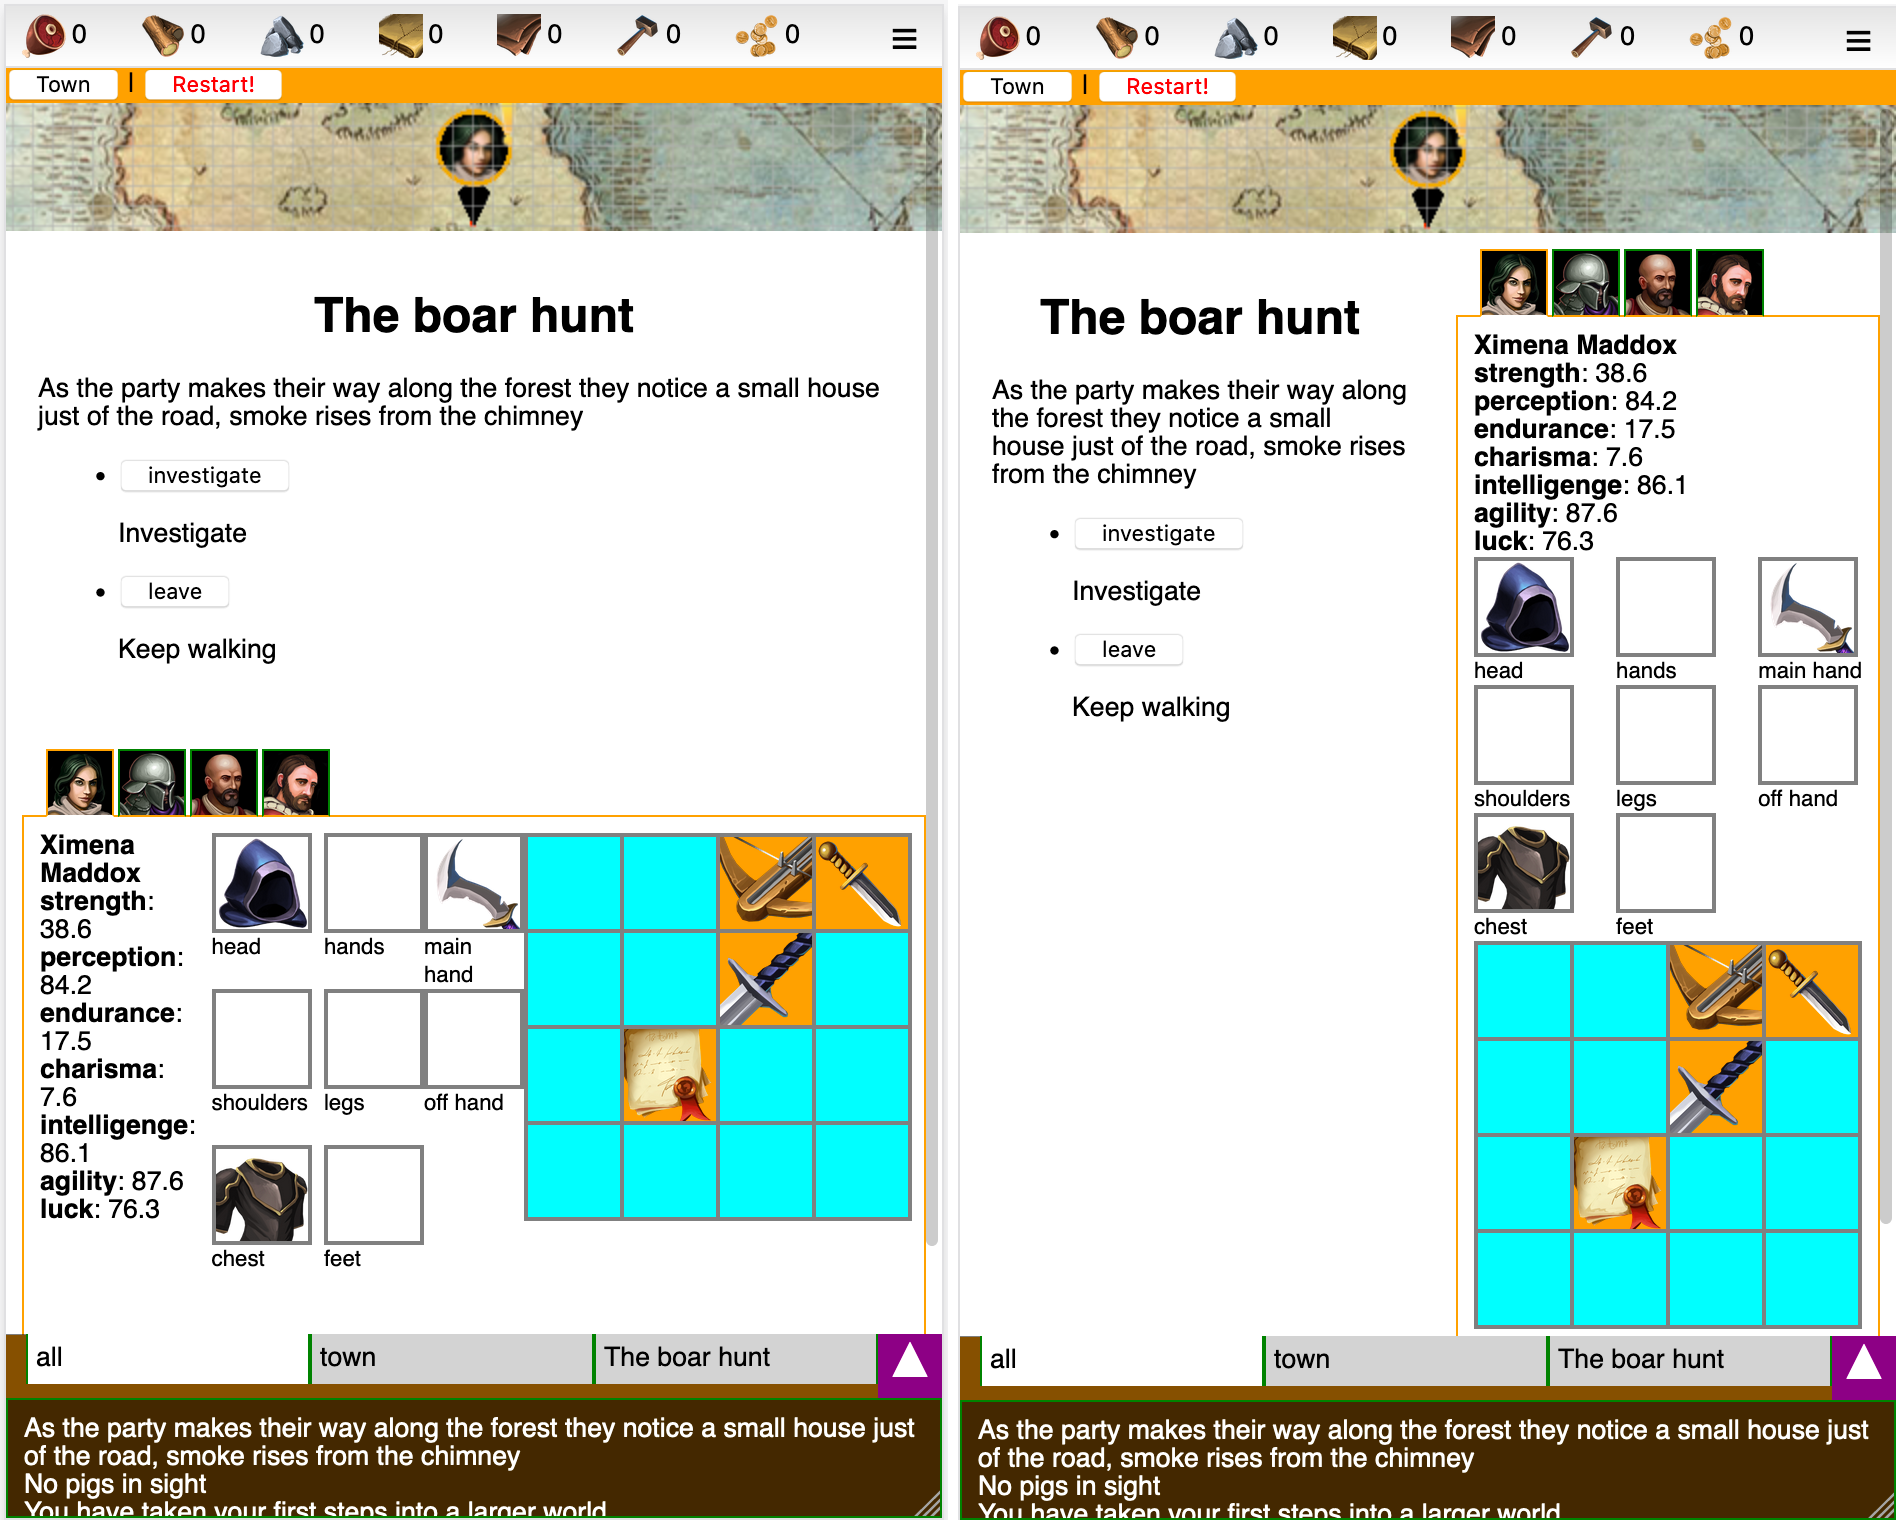 0 0 0 0 0 0 0
Town | Restart!
The boar hunt
As the party makes their way along the forest they notice a small house
just of the road, smoke rises from the chimney
investigate
Investigate
leave
Keep walking
Ximena
Maddox
strength:
38.6
perception:
84.2
endurance:
17.5
charisma:
7.6
intelligenge:
86.1
agility: 87.6
luck: 76.3
head
hands
main
hand
shoulders
legs
off hand
chest
feet
all
town
The boar hunt
As the party makes their way along the forest they notice a small house just
of the road, smoke rises from the chimney
No pigs in sight
You have taken your first steps into a larger world
0 0 0 0 0 0 0
Town | Restart!
The boar hunt
As the party makes their way along
the forest they notice a small
house just of the road, smoke rises
from the chimney
investigate
Investigate
leave
Keep walking
Ximena Maddox
strength: 38.6
perception: 84.2
endurance: 17.5
charisma: 7.6
intelligenge: 86.1
agility: 87.6
luck: 76.3
head
hands
main hand
shoulders
legs
off hand
chest
feet
all
town
The boar hunt
As the party makes their way along the forest they notice a small house just
of the road, smoke rises from the chimney
No pigs in sight
You have taken your first steps into a larger world